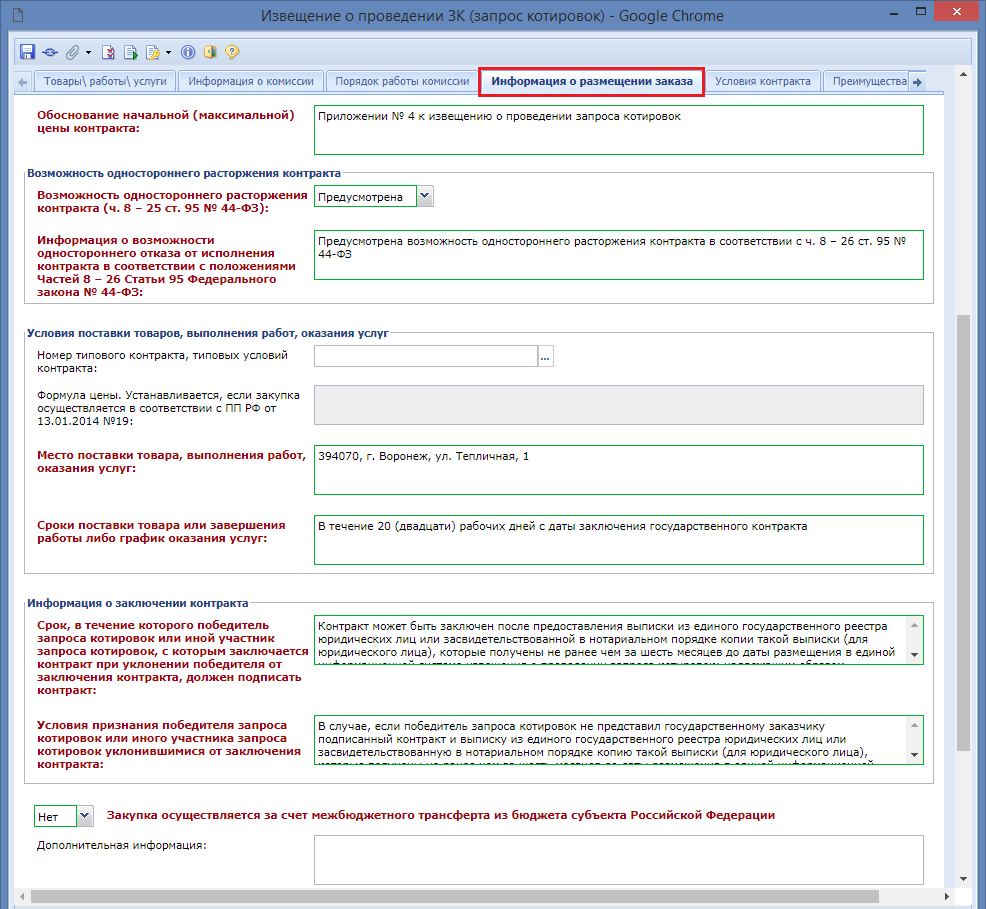 Извещение о проведении ЗК (запрос котировок) - Google Chrome
Товары\ работы\ услуги
Информация о комиссии
Порядок работы комиссии
Информация о размещении заказа
Условия контракта
Преимущества
Обоснование начальной (максимальной)
цены контракта:
Приложении № 4 к извещению о проведении запроса котировок
Возможность одностороннего расторжения контракта
Возможность одностороннего расторжения
контракта (ч. 8 – 25 ст. 95 № 44-ФЗ):
Предусмотрена
Информация о возможности
одностороннего отказа от исполнения
контракта в соответствии с положениями
Частей 8 – 26 Статьи 95 Федерального
закона № 44-ФЗ:
Предусмотрена возможность одностороннего расторжения контракта в соответствии с ч. 8 – 26 ст. 95 №
44-ФЗ
Условия поставки товаров, выполнения работ, оказания услуг
Номер типового контракта, типовых условий
контракта:
...
Формула цены. Устанавливается, если закупка
осуществляется в соответствии с ПП РФ от
13.01.2014 №19:
Место поставки товара, выполнения работ,
оказания услуг:
394070, г. Воронеж, ул. Тепличная, 1
Сроки поставки товара или завершения
работы либо график оказания услуг:
В течение 20 (двадцати) рабочих дней с даты заключения государственного контракта
Информация о заключении контракта
Срок, в течение которого победитель
запроса котировок или иной участник
запроса котировок, с которым заключается
контракт при уклонении победителя от
заключения контракта, должен подписать
контракт:
Контракт может быть заключен после предоставления выписки из единого государственного реестра
юридических лиц или засвидетельствованной в нотариальном порядке копии такой выписки (для
юридического лица), которые получены не ранее чем за шесть месяцев до даты размещения в единой
Условия признания победителя запроса
котировок или иного участника запроса
котировок уклонившимися от заключения
контракта:
В случае, если победитель запроса котировок не представил государственному заказчику
подписанный контракт и выписку из единого государственного реестра юридических лиц или
засвидетельствованную в нотариальном порядке копию такой выписки (для юридического лица),
Нет
Закупка осуществляется за счет межбюджетного трансферта из бюджета субъекта Российской Федерации
Дополнительная информация: